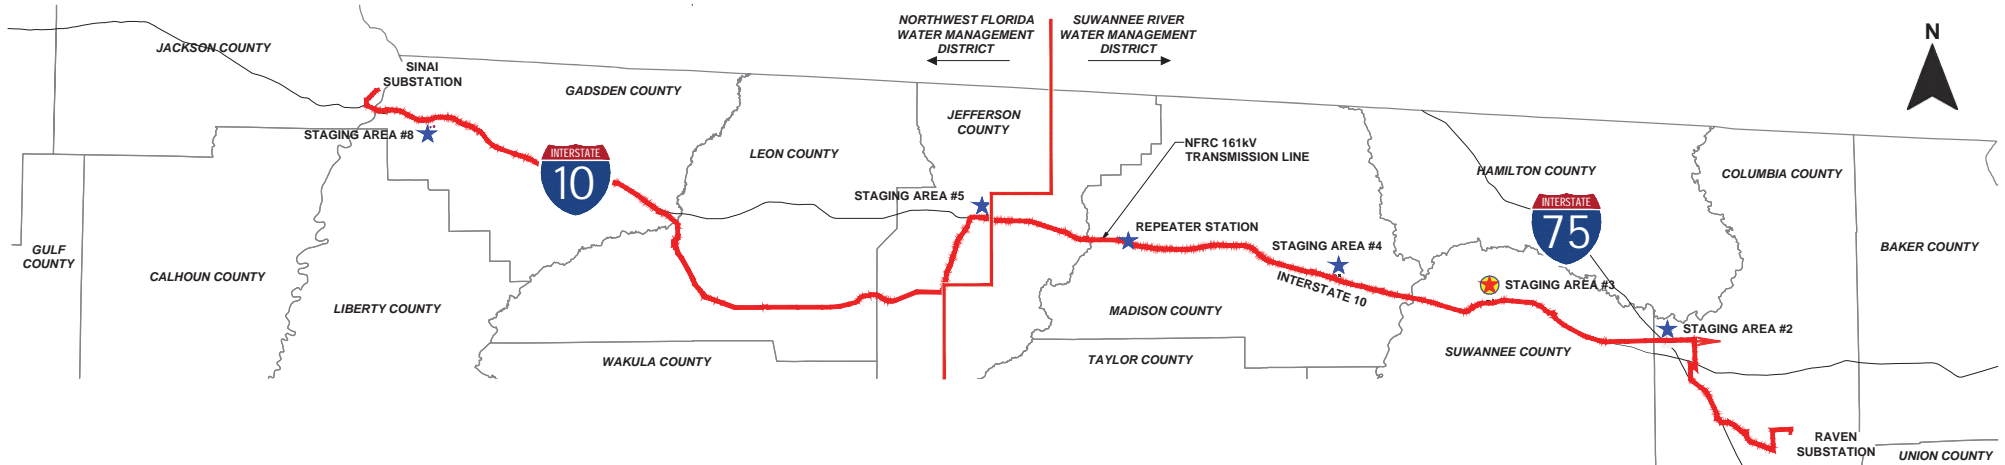 NORTHWEST FLORIDA
WATER MANAGEMENT
DISTRICT
SUWANNEE RIVER
WATER MANAGEMENT
DISTRICT
N
JACKSON COUNTY
SINAI
SUBSTATION
GADSDEN COUNTY
JEFFERSON
COUNTY
STAGING AREA #8
LEON COUNTY
NFRC 161kV
TRANSMISSION LINE
HAMILTON COUNTY
COLUMBIA COUNTY
INTERSTATE
10
STAGING AREA #5
INTERSTATE
75
REPEATER STATION
STAGING AREA #4
GULF
COUNTY
BAKER COUNTY
CALHOUN COUNTY
INTERSTATE 10
STAGING AREA #3
LIBERTY COUNTY
MADISON COUNTY
STAGING AREA #2
WAKULA COUNTY
TAYLOR COUNTY
SUWANNEE COUNTY
RAVEN
SUBSTATION
UNION COUNTY